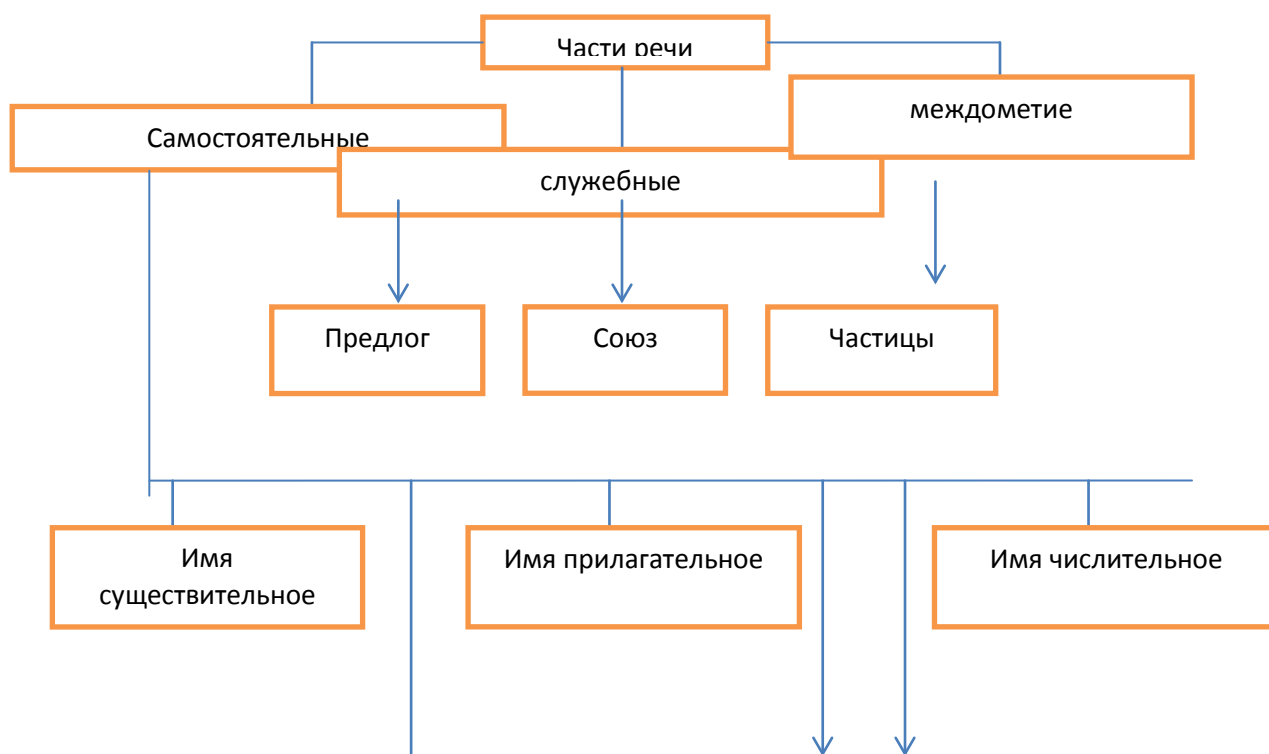 Части речи
междометие
Самостоятельные
служебные
Предлог
Союз
Частицы
Имя
существительное
Имя прилагательное
Имя числительное